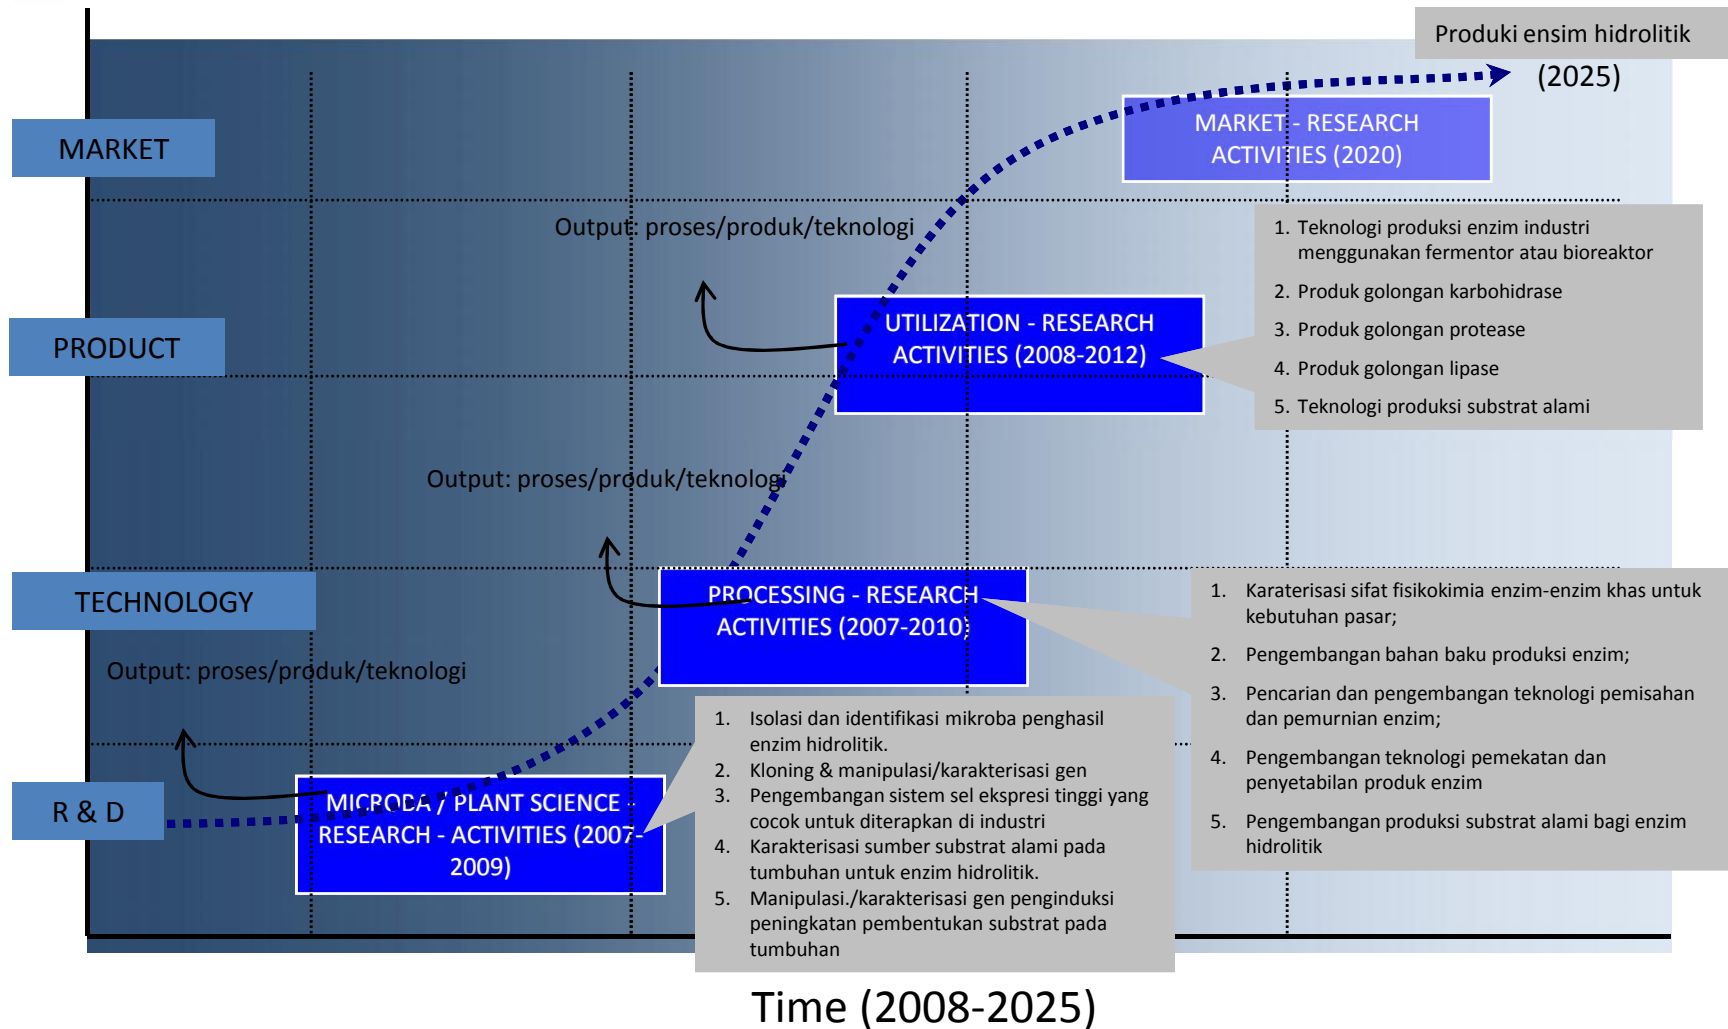 Produki ensim hidrolitik
(2025)
MARKET
MARKET - RESEARCH
ACTIVITIES (2020)
Output: proses/produk/teknologi
1. Teknologi produksi enzim industri
menggunakan fermentor atau bioreaktor
2. Produk golongan karbohidrase
3. Produk golongan protease
4. Produk golongan lipase
5. Teknologi produksi substrat alami
PRODUCT
UTILIZATION - RESEARCH
ACTIVITIES (2008-2012)
Output: proses/produk/teknologi
TECHNOLOGY
PROCESSING - RESEARCH
ACTIVITIES (2007-2010)
1. Karaterisasi sifat fisikokimia enzim-enzim khas untuk
kebutuhan pasar;
2. Pengembangan bahan baku produksi enzim;
3. Pencarian dan pengembangan teknologi pemisahan
dan pemurnian enzim;
4. Pengembangan teknologi pemekatan dan
penyetabilan produk enzim
5. Pengembangan produksi substrat alami bagi enzim
hidrolitik
Output: proses/produk/teknologi
R & D
MICROBA / PLANT SCIENCE -
RESEARCH - ACTIVITIES (2007-
2009)
1. Isolasi dan identifikasi mikroba penghasil
enzim hidrolitik.
2. Kloning & manipulasi/karakterisasi gen
3. Pengembangan sistem sel ekspresi tinggi yang
cocok untuk diterapkan di industri
4. Karakterisasi sumber substrat alami pada
tumbuhan untuk enzim hidrolitik.
5. Manipulasi./karakterisasi gen penginduksi
peningkatan pembentukan substrat pada
tumbuhan
Time (2008-2025)